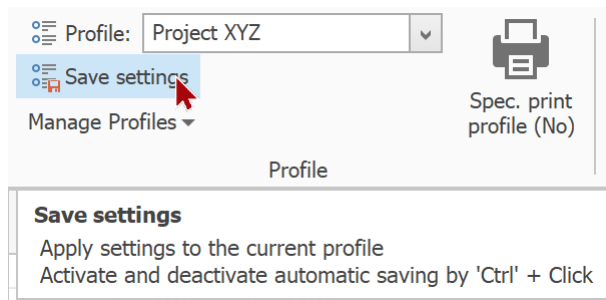 Profile: Project XYZ
Save settings
Manage Profiles
Spec. print
profile (No)
Profile
Save settings
Apply settings to the current profile
Activate and deactivate automatic saving by 'Ctrl' + Click